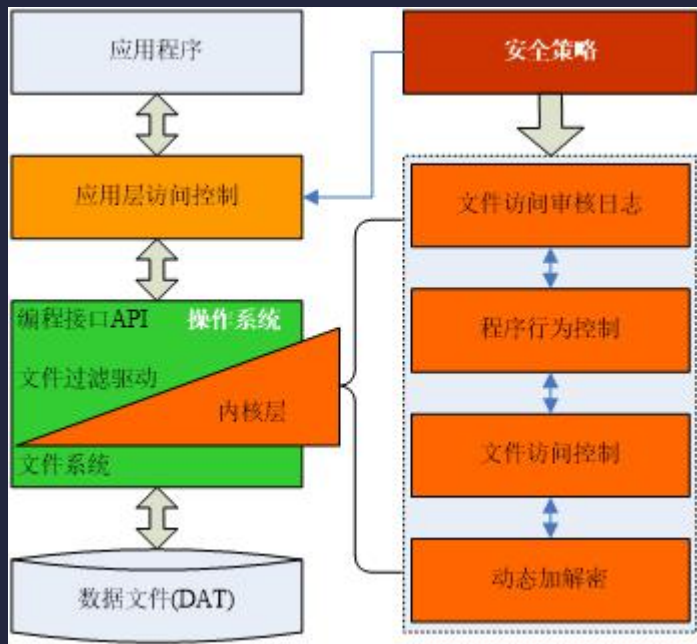 应用程序
安全策略
应用层访问控制
文件访问审核日志
编程接口API
操作系统
程序行为控制
文件过滤驱动
内核层
文件访问控制
文件系统
动态加解密
数据文件(DAT)